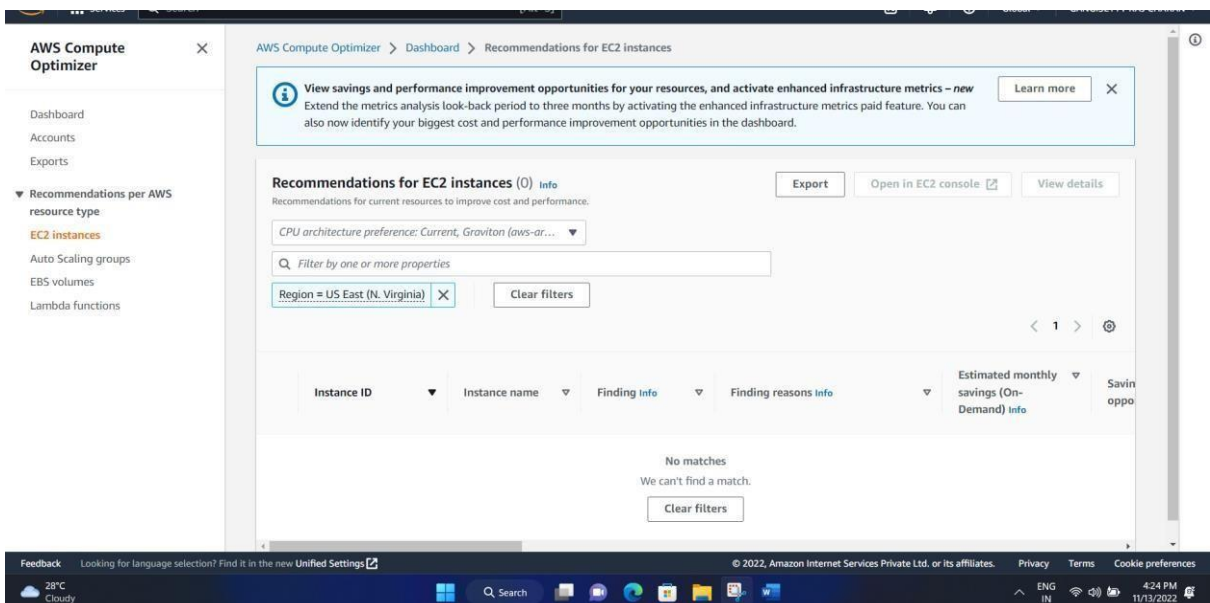 AWS Compute
Optimizer
Dashboard
Accounts
Exports
Recommendations per AWS
resource type
EC2 instances
Auto Scaling groups
EBS volumes
Lambda functions
AWS Compute Optimizer > Dashboard > Recommendations for EC2 instances
View savings and performance improvement opportunities for your resources, and activate enhanced infrastructure metrics – new
Extend the metrics analysis look-back period to three months by activating the enhanced infrastructure metrics paid feature. You can
also now identify your biggest cost and performance improvement opportunities in the dashboard.
Learn more
Recommendations for EC2 instances (0) Info
Recommendations for current resources to improve cost and performance.
Export
Open in EC2 console
View details
CPU architecture preference: Current, Graviton (aws-ar...
Filter by one or more properties
Region = US East (N. Virginia)
Clear filters
< 1 >
Instance ID
Instance name
Finding Info
Finding reasons Info
Estimated monthly
savings (On-
Demand) Info
Savin
oppo
No matches
We can't find a match.
Clear filters
Feedback Looking for language selection? Find it in the new Unified Settings
© 2022, Amazon Internet Services Private Ltd. or its affiliates. Privacy Terms Cookie preferences
28°C
Cloudy
Search
ENG
IN
4:24 PM
11/13/2022